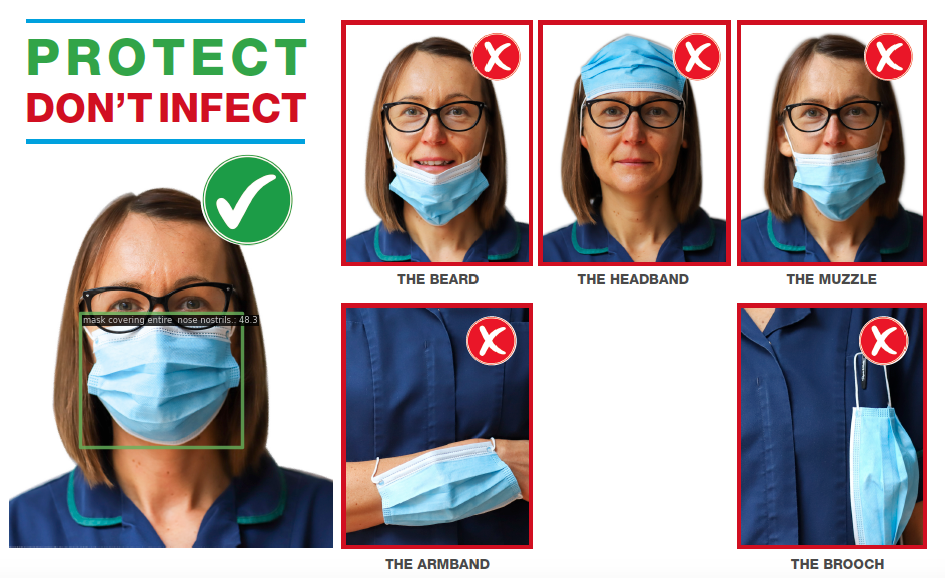 PROTECT
DON'T INFECT
mask covering entire nose nostrils.: 48.3
THE BEARD
THE HEADBAND
THE MUZZLE
THE ARMBAND
THE BROOCH